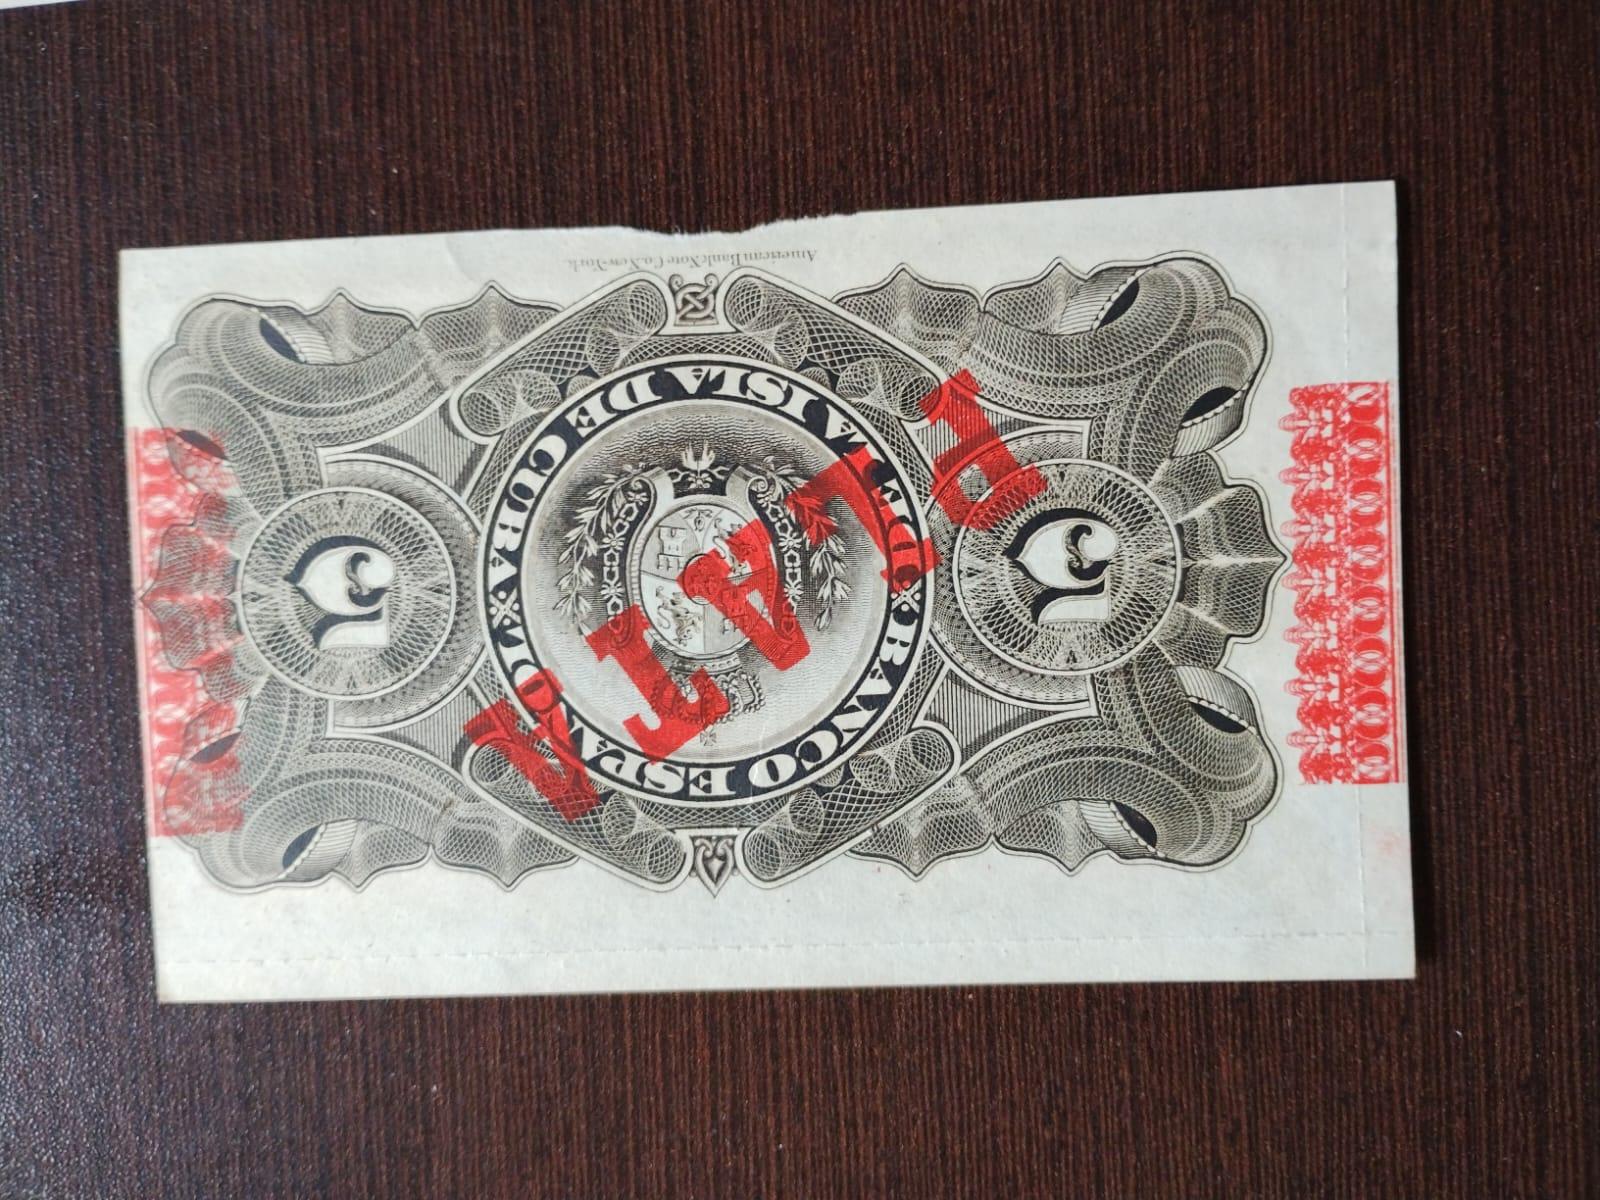 BANCO ESPAÑOL
DE LA ISLA DE CUBA
5
5
PLATA
American Bank Note Co. New-York.